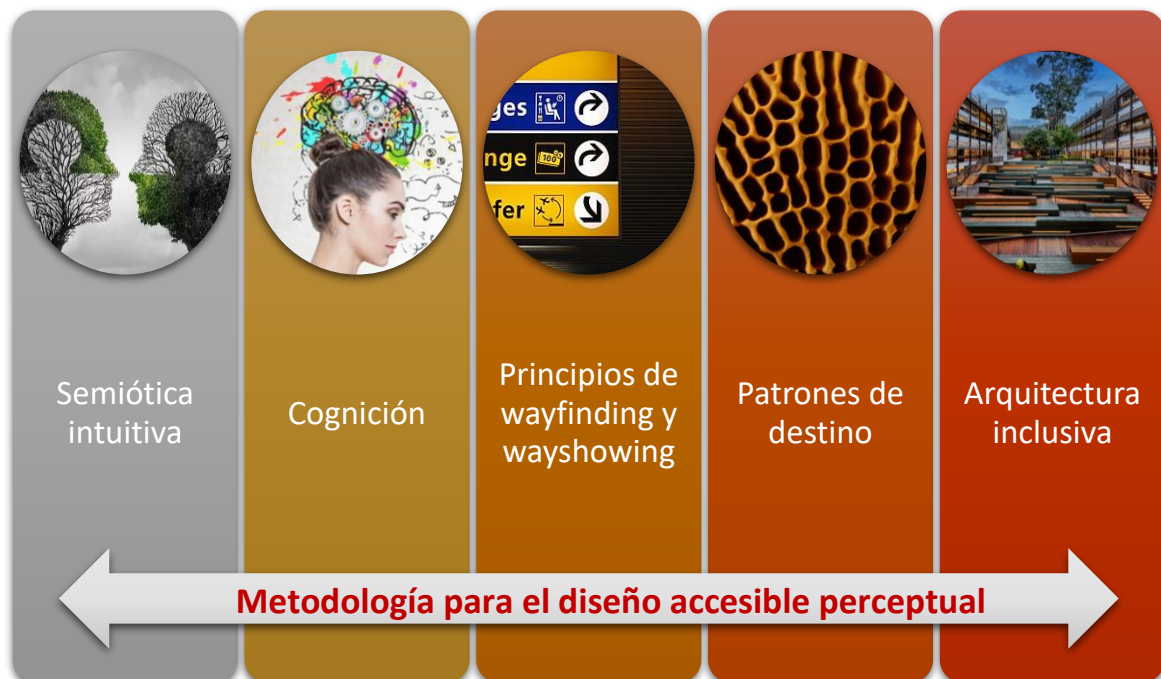 ges
nge
100
fer
Semiótica
intuitiva
Cognición
Principios de
wayfinding y
wayshowing
Patrones de
destino
Arquitectura
inclusiva
Metodología para el diseño accesible perceptual